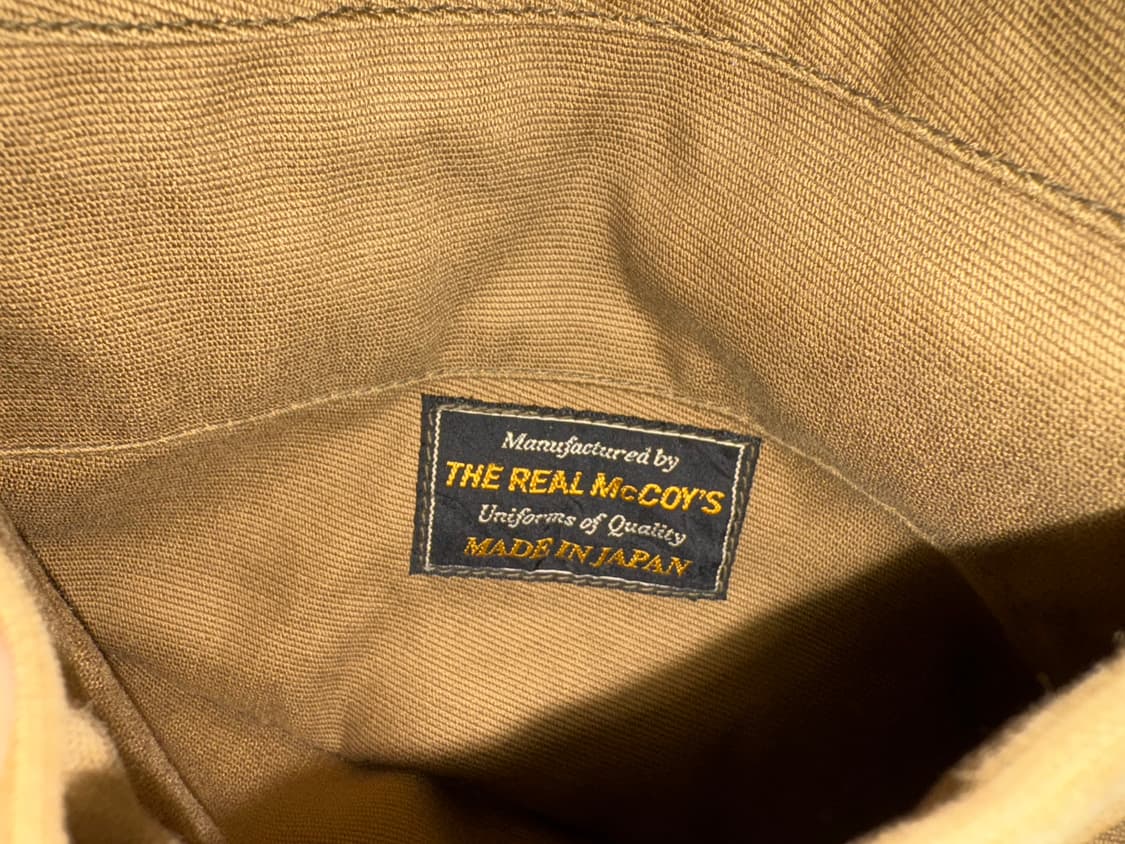 Manufactured by
THE REAL McCOY'S
Uniforms of Quality
MADE IN JAPAN